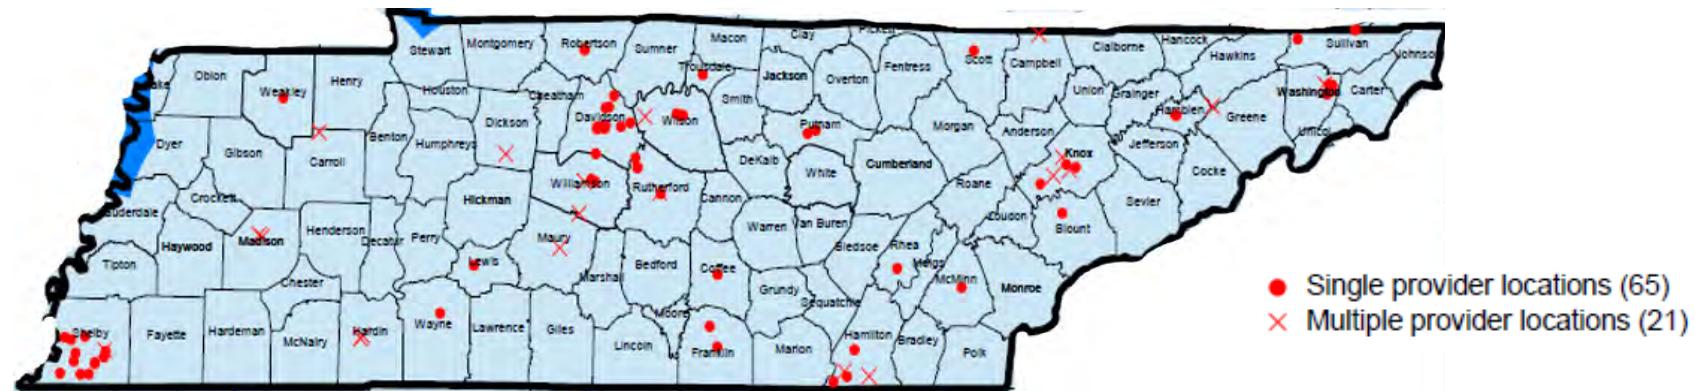 Stewart
Montgomery
Robertson
Sumner
Macon
Clay
Pickett
Scott
Campbell
Claiborne
Hancock
Hawkins
Sullivan
Johnson
Obion
Weakley
Henry
Houston
Cheatham
Trousdale
Smith
Jackson
Overton
Fentress
Union
Grainger
Hamblen
Greene
Washington
Carter
Dyer
Gibson
Carroll
Benton
Humphreys
Dickson
Davidson
Wilson
Putnam
DeKalb
White
Cumberland
Morgan
Anderson
Knox
Jefferson
Cocke
Crockett
Haywood
Madison
Henderson
Decatur
Perry
Hickman
Williamson
Rutherford
Cannon
Warren
Van Buren
Bledsoe
Rhea
Roane
Loudon
Blount
Sevier
Tipton
Chester
Lewis
Maury
Marshall
Bedford
Coffee
Grundy
Sequatchie
Meigs
McMinn
Monroe
Shelby
Fayette
Hardeman
McNairy
Hardin
Wayne
Lawrence
Giles
Lincoln
Moore
Franklin
Marion
Hamilton
Bradley
Polk
Single provider locations (65)
Multiple provider locations (21)